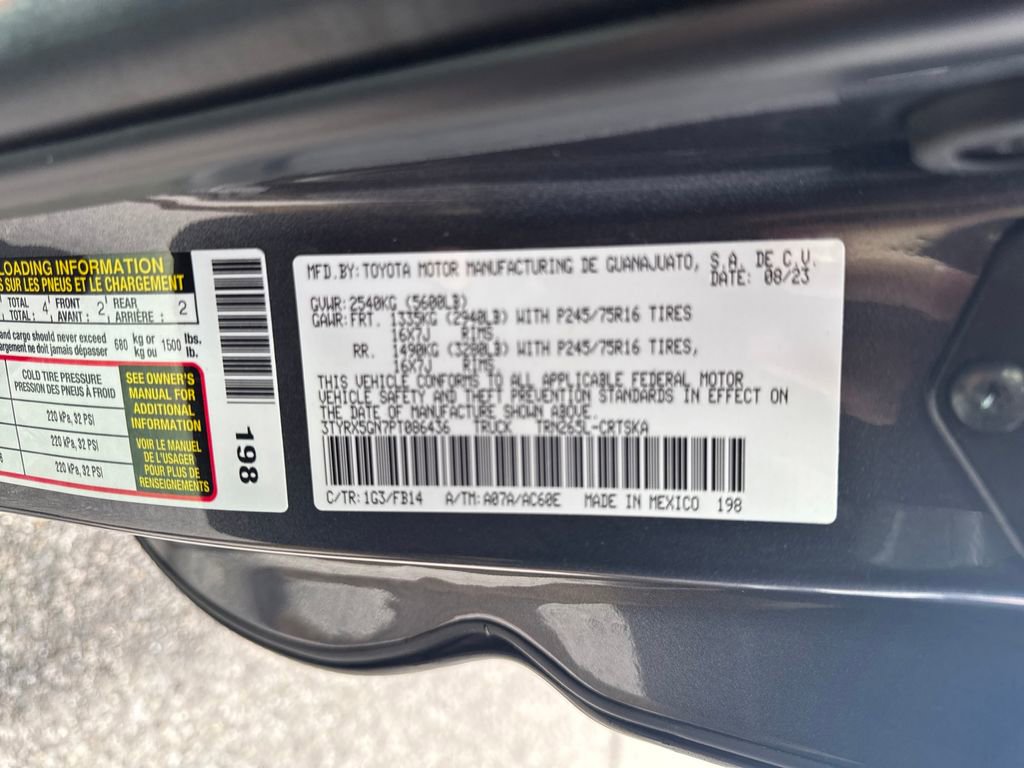 LOADING INFORMATION
S SUR LES PNEUS ET LE CHARGEMENT
TOTAL 4 FRONT 2 REAR 2
TOTAL : AVANT : ARRIÈRE :
and cargo should never exceed 680 kg or 1500 lbs.
argement ne doit jamais dépasser kg ou lb.
COLD TIRE PRESSURE
PRESSION DES PNEUS À FROID
220 kPa, 32 PSI
220 kPa, 32 PSI
220 kPa, 32 PSI
SEE OWNER'S
MANUAL FOR
ADDITIONAL
INFORMATION
VOIR LE MANUEL
DE L'USAGER
POUR PLUS DE
RENSEIGNEMENTS
198
MFD.BY:TOYOTA MOTOR MANUFACTURING DE GUANAJUATO, S.A. DE C.V.
DATE: 08/23
GVWR:2540KG (5600LB)
GAWR:FRT. 1335KG (2940LB) WITH P245/75R16 TIRES
16X7J RIMS
RR. 1490KG (3280LB) WITH P245/75R16 TIRES,
16X7J RIMS
THIS VEHICLE CONFORMS TO ALL APPLICABLE FEDERAL MOTOR
VEHICLE SAFETY AND THEFT PREVENTION STANDARDS IN EFFECT ON
THE DATE OF MANUFACTURE SHOWN ABOVE.
3TYRX5GN7PT086436 TRUCK TRN265L-CRTSKA
C/TR:1G3/FB14 A/TM:A07A/AC60E MADE IN MEXICO 198